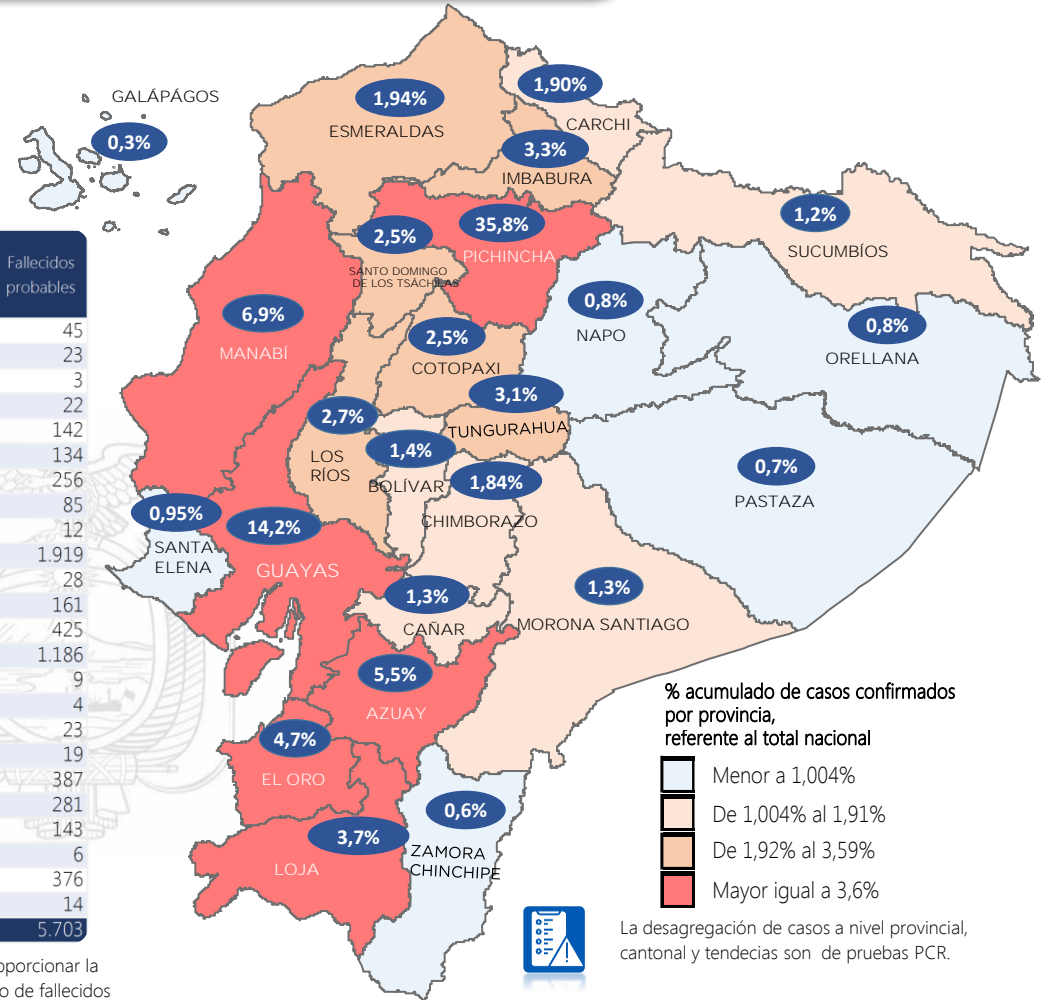 GALÁPÁGOS
0,3%
1,94%
ESMERALDAS
1,90%
CARCHI
3,3%
IMBABURA
1,2%
SUCUMBÍOS
2,5%
SANTO DOMINGO
DE LOS TSÁCHILAS
35,8%
PICHINCHA
6,9%
MANABÍ
0,8%
NAPO
0,8%
ORELLANA
2,5%
COTOPAXI
3,1%
TUNGURAHUA
2,7%
LOS
RÍOS
1,4%
BOLÍVAR
1,84%
CHIMBORAZO
0,7%
PASTAZA
0,95%
SANTA
ELENA
14,2%
GUAYAS
1,3%
CAÑAR
1,3%
MORONA SANTIAGO
5,5%
AZUAY
4,7%
EL ORO
3,7%
LOJA
0,6%
ZAMORA
CHINCHIPE
Fallecidos
probables
45
23
3
22
142
134
256
85
12
1.919
28
161
425
1.186
9
4
23
19
387
281
143
6
376
14
5.703
oporcionar la
o de fallecidos
% acumulado de casos confirmados
por provincia,
referente al total nacional
Menor a 1,004%
De 1,004% al 1,91%
De 1,92% al 3,59%
Mayor igual a 3,6%
La desagregación de casos a nivel provincial,
cantonal y tendecias son de pruebas PCR.